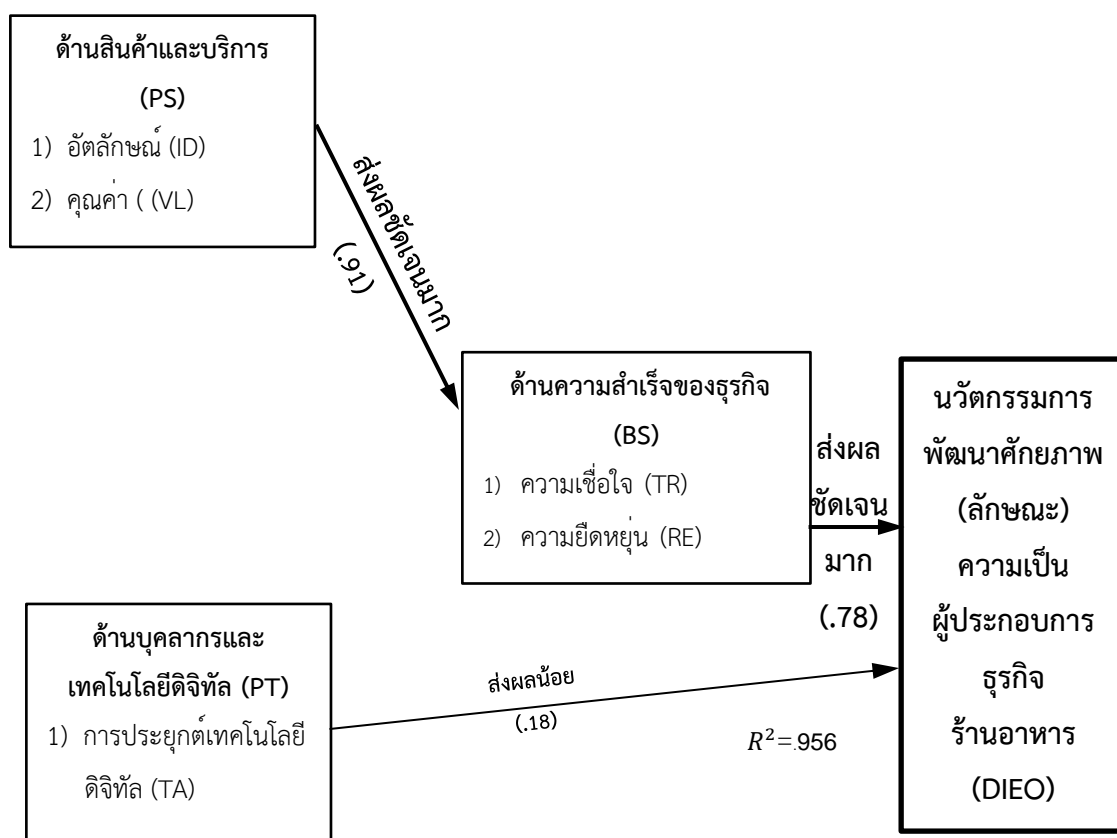 ด้านสินค้าและบริการ
(PS)
1) อัตลักษณ์ (ID)
2) คุณค่า ( (VL)
ส่งผลชัดเจนมาก
(.91)
ด้านความสำเร็จของธุรกิจ
(BS)
1) ความเชื่อใจ (TR)
2) ความยืดหยุ่น (RE)
ส่งผล
ชัดเจน
มาก
(.78)
นวัตกรรมการ
พัฒนาศักยภาพ
(ลักษณะ)
ความเป็น
ผู้ประกอบการ
ธุรกิจ
ร้านอาหาร
(DIEO)
ด้านบุคลากรและ
เทคโนโลยีดิจิทัล (PT)
1) การประยุกต์เทคโนโลยี
ดิจิทัล (TA)
ส่งผลน้อย
(.18)
R²=.956